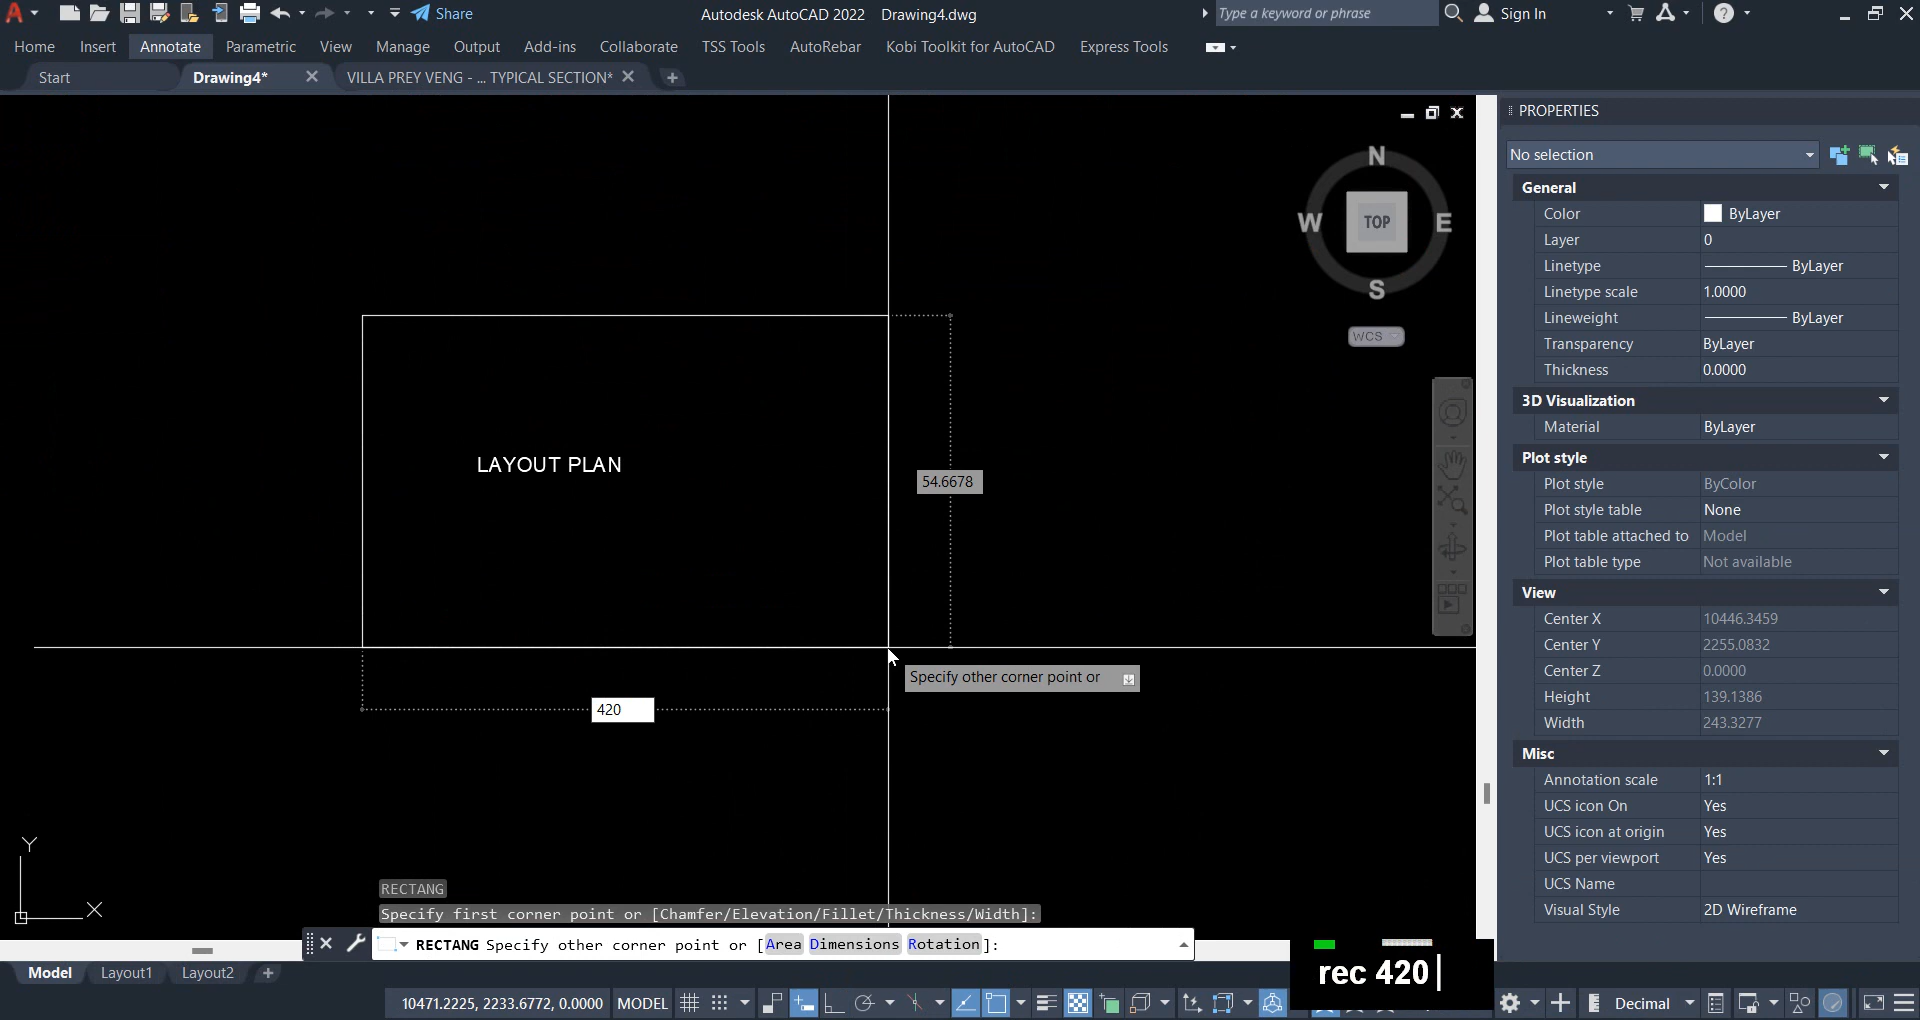 Share
Autodesk AutoCAD 2022 Drawing4.dwg
Type a keyword or phrase
Sign In
Home Insert Annotate Parametric View Manage Output Add-ins Collaborate TSS Tools AutoRebar Kobi Toolkit for AutoCAD Express Tools
Start Drawing4* VILLA PREY VENG - ... TYPICAL SECTION*
N
W TOP E
S
WCS
LAYOUT PLAN
54.6678
Specify other corner point or
420
Y
X
RECTANG
Specify first corner point or [Chamfer/Elevation/Fillet/Thickness/Width]:
RECTANG Specify other corner point or [Area Dimensions Rotation]:
PROPERTIES
No selection
General
Color ByLayer
Layer 0
Linetype ByLayer
Linetype scale 1.0000
Lineweight ByLayer
Transparency ByLayer
Thickness 0.0000
3D Visualization
Material ByLayer
Plot style
Plot style ByColor
Plot style table None
Plot table attached to Model
Plot table type Not available
View
Center X 10446.3459
Center Y 2255.0832
Center Z 0.0000
Height 139.1386
Width 243.3277
Misc
Annotation scale 1:1
UCS icon On Yes
UCS icon at origin Yes
UCS per viewport Yes
UCS Name
Visual Style 2D Wireframe
Model Layout1 Layout2
rec 420
10471.2225, 2233.6772, 0.0000 MODEL
Decimal